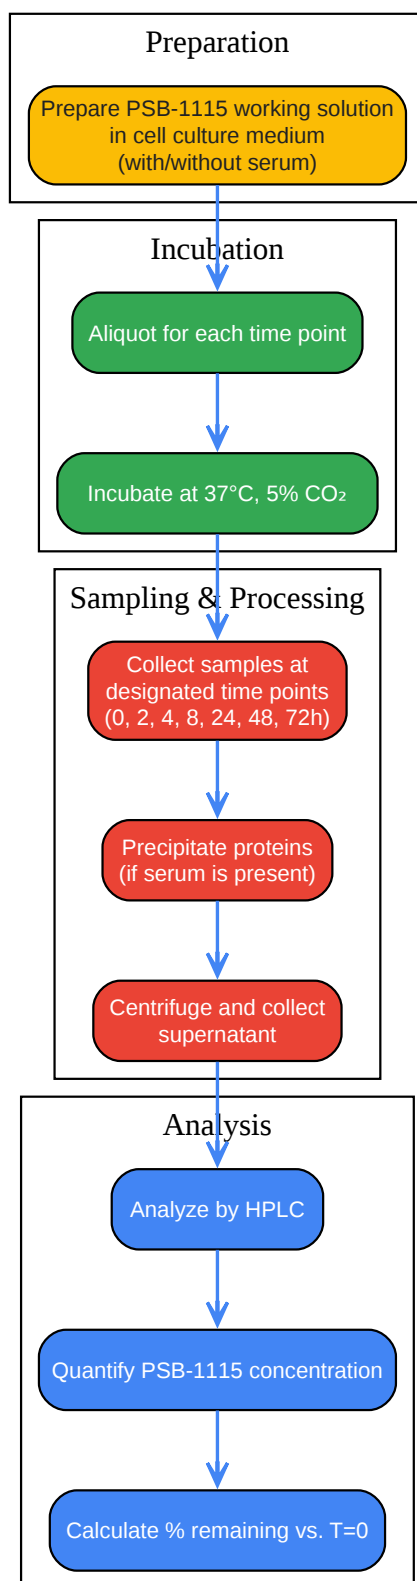 Preparation
Prepare PSB-1115 working solution
in cell culture medium
(with/without serum)
Incubation
Aliquot for each time point
Incubate at 37°C, 5% CO₂
Sampling & Processing
Collect samples at
designated time points
(0, 2, 4, 8, 24, 48, 72h)
Precipitate proteins
(if serum is present)
Centrifuge and collect
supernatant
Analysis
Analyze by HPLC
Quantify PSB-1115 concentration
Calculate % remaining vs. T=0